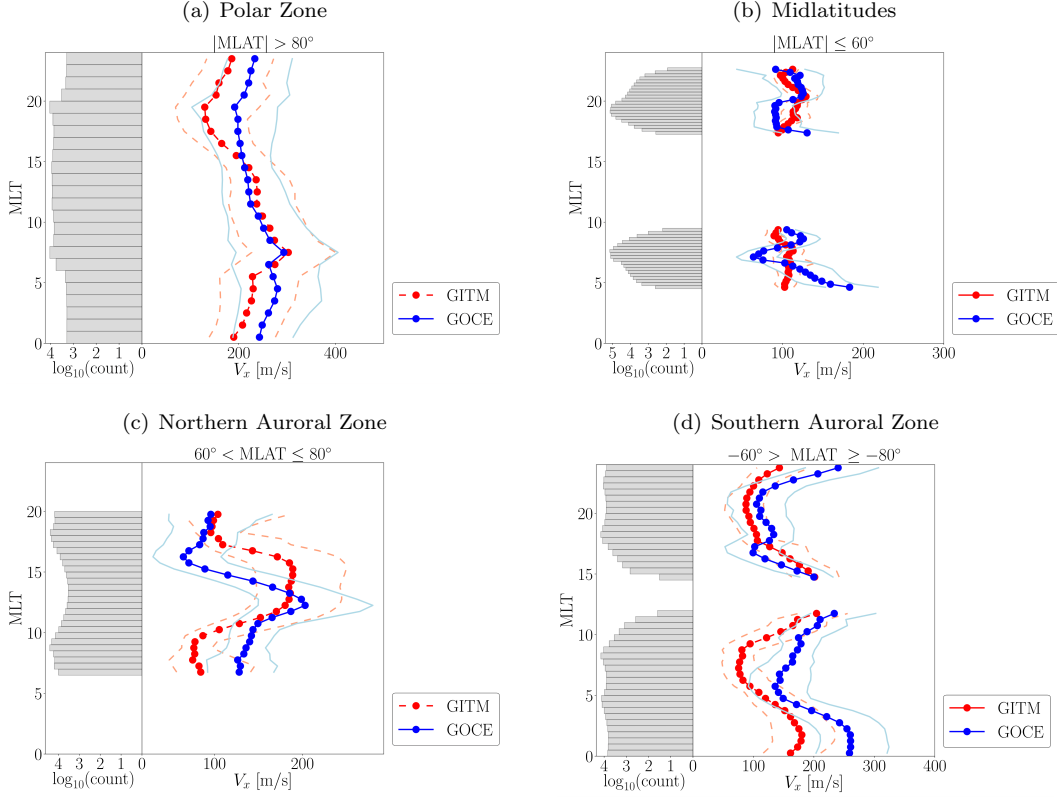 (a) Polar Zone
|MLAT| > 80°
MLT
20
15
10
5
0
4 3 2 1 0
200 400
log₁₀(count)
Vₓ [m/s]
GITM
GOCE
(b) Midlatitudes
|MLAT| ≤ 60°
MLT
20
15
10
5
0
5 4 3 2 1 0
100 200 300
log₁₀(count)
Vₓ [m/s]
GITM
GOCE
(c) Northern Auroral Zone
60° < MLAT ≤ 80°
MLT
20
15
10
5
0
4 3 2 1 0
100 200
log₁₀(count)
Vₓ [m/s]
GITM
GOCE
(d) Southern Auroral Zone
−60° > MLAT ≥ −80°
MLT
20
15
10
5
0
4 3 2 1 0
100 200 300 400
log₁₀(count)
Vₓ [m/s]
GITM
GOCE